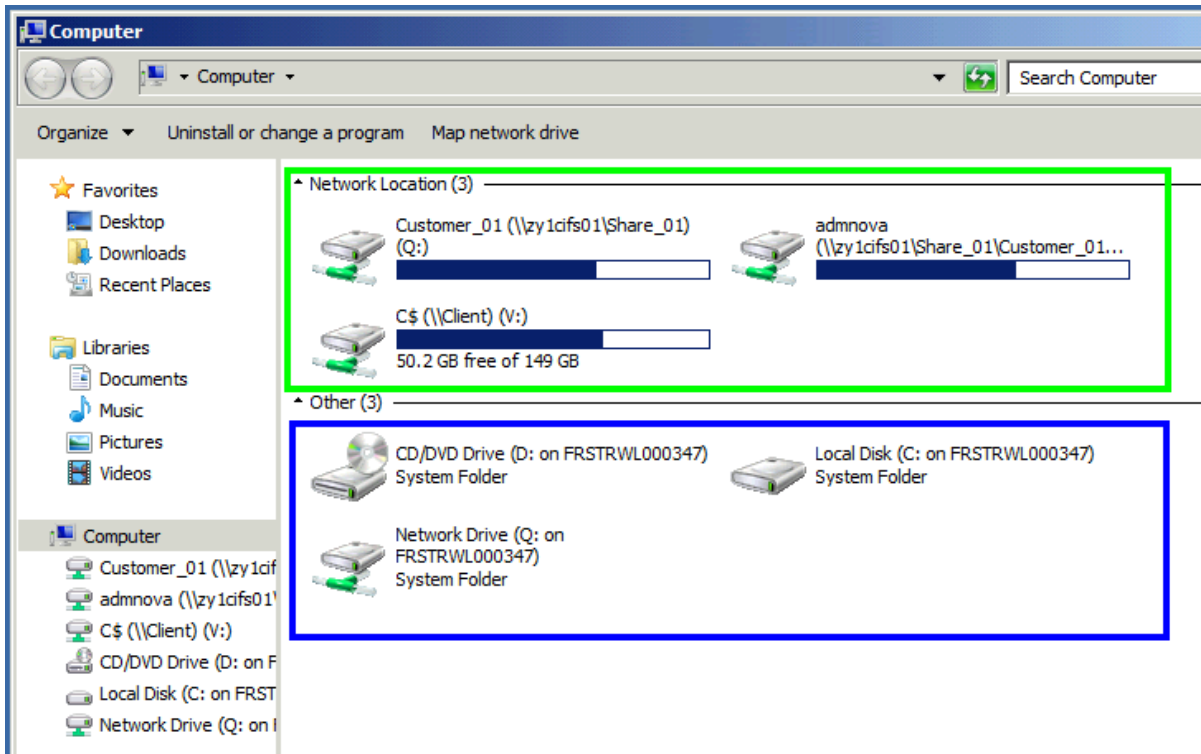 Computer
Computer
Search Computer
Organize
Uninstall or change a program
Map network drive
Favorites
Desktop
Downloads
Recent Places
Libraries
Documents
Music
Pictures
Videos
Computer
Customer_01 (\\zy1cif
admnova (\\zy1cifs01\
C$ (\\Client) (V:)
CD/DVD Drive (D: on F
Local Disk (C: on FRST
Network Drive (Q: on F
Network Location (3)
Customer_01 (\\zy1cifs01\Share_01)
(Q:)
admnova
(\\zy1cifs01\Share_01\Customer_01...
C$ (\\Client) (V:)
50.2 GB free of 149 GB
Other (3)
CD/DVD Drive (D: on FRSTRWL000347)
System Folder
Local Disk (C: on FRSTRWL000347)
System Folder
Network Drive (Q: on
FRSTRWL000347)
System Folder